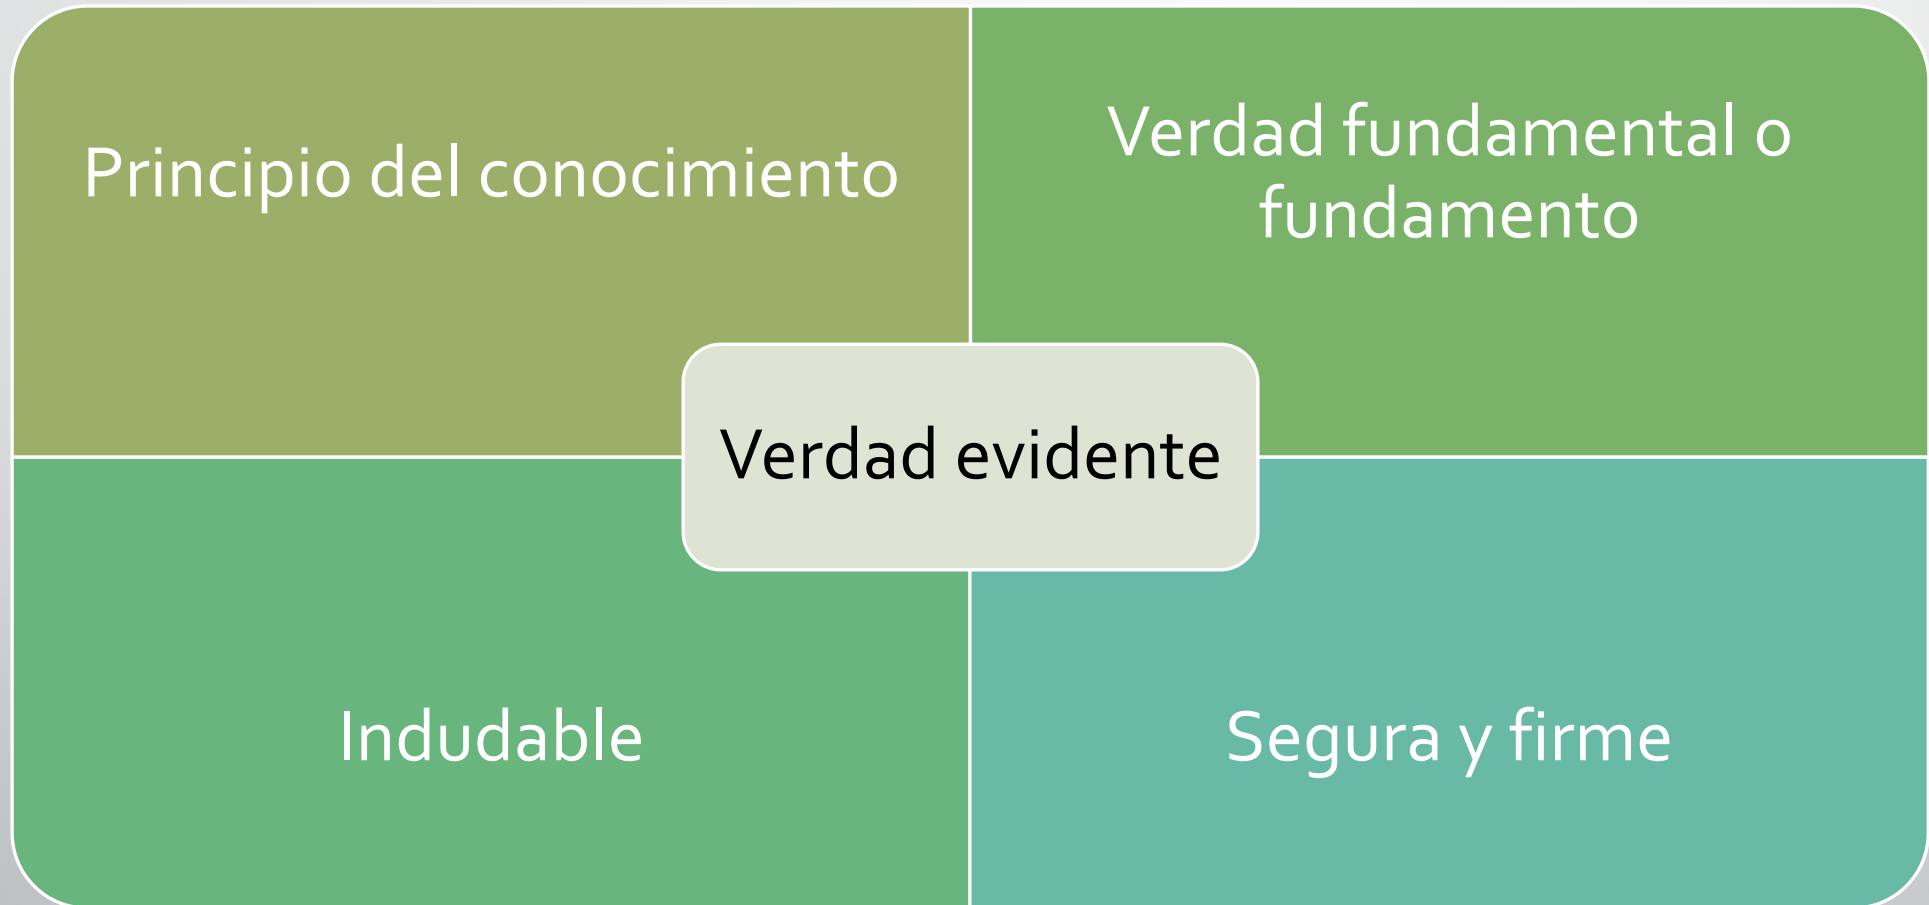 Principio del conocimiento
Verdad fundamental o
fundamento
Verdad evidente
Indudable
Segura y firme